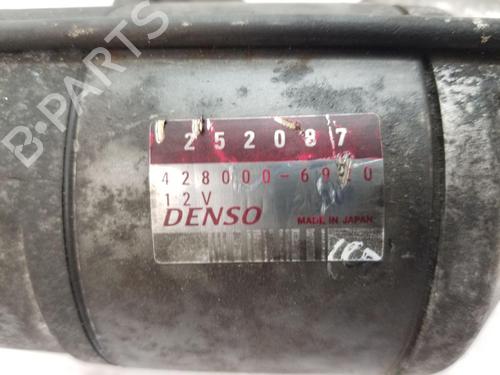 252087
12V
DENSO
MADE IN JAPAN
B-PARTS